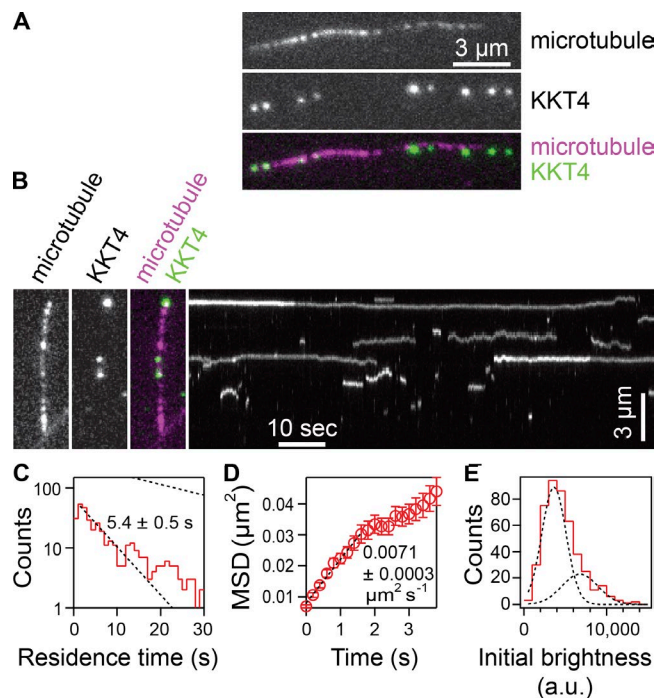 A
3 μm
microtubule
KKT4
microtubule
KKT4
B
microtubule
KKT4
microtubule
KKT4
10 sec
3 μm
C
100
10
1
Counts
5.4 ± 0.5 s
0 10 20 30
Residence time (s)
D
0.04
0.03
0.02
0.01
MSD (μm²)
0.0071
± 0.0003
μm² s⁻¹
0 1 2 3
Time (s)
E
80
60
40
20
0
Counts
0 10,000
Initial brightness
(a.u.)